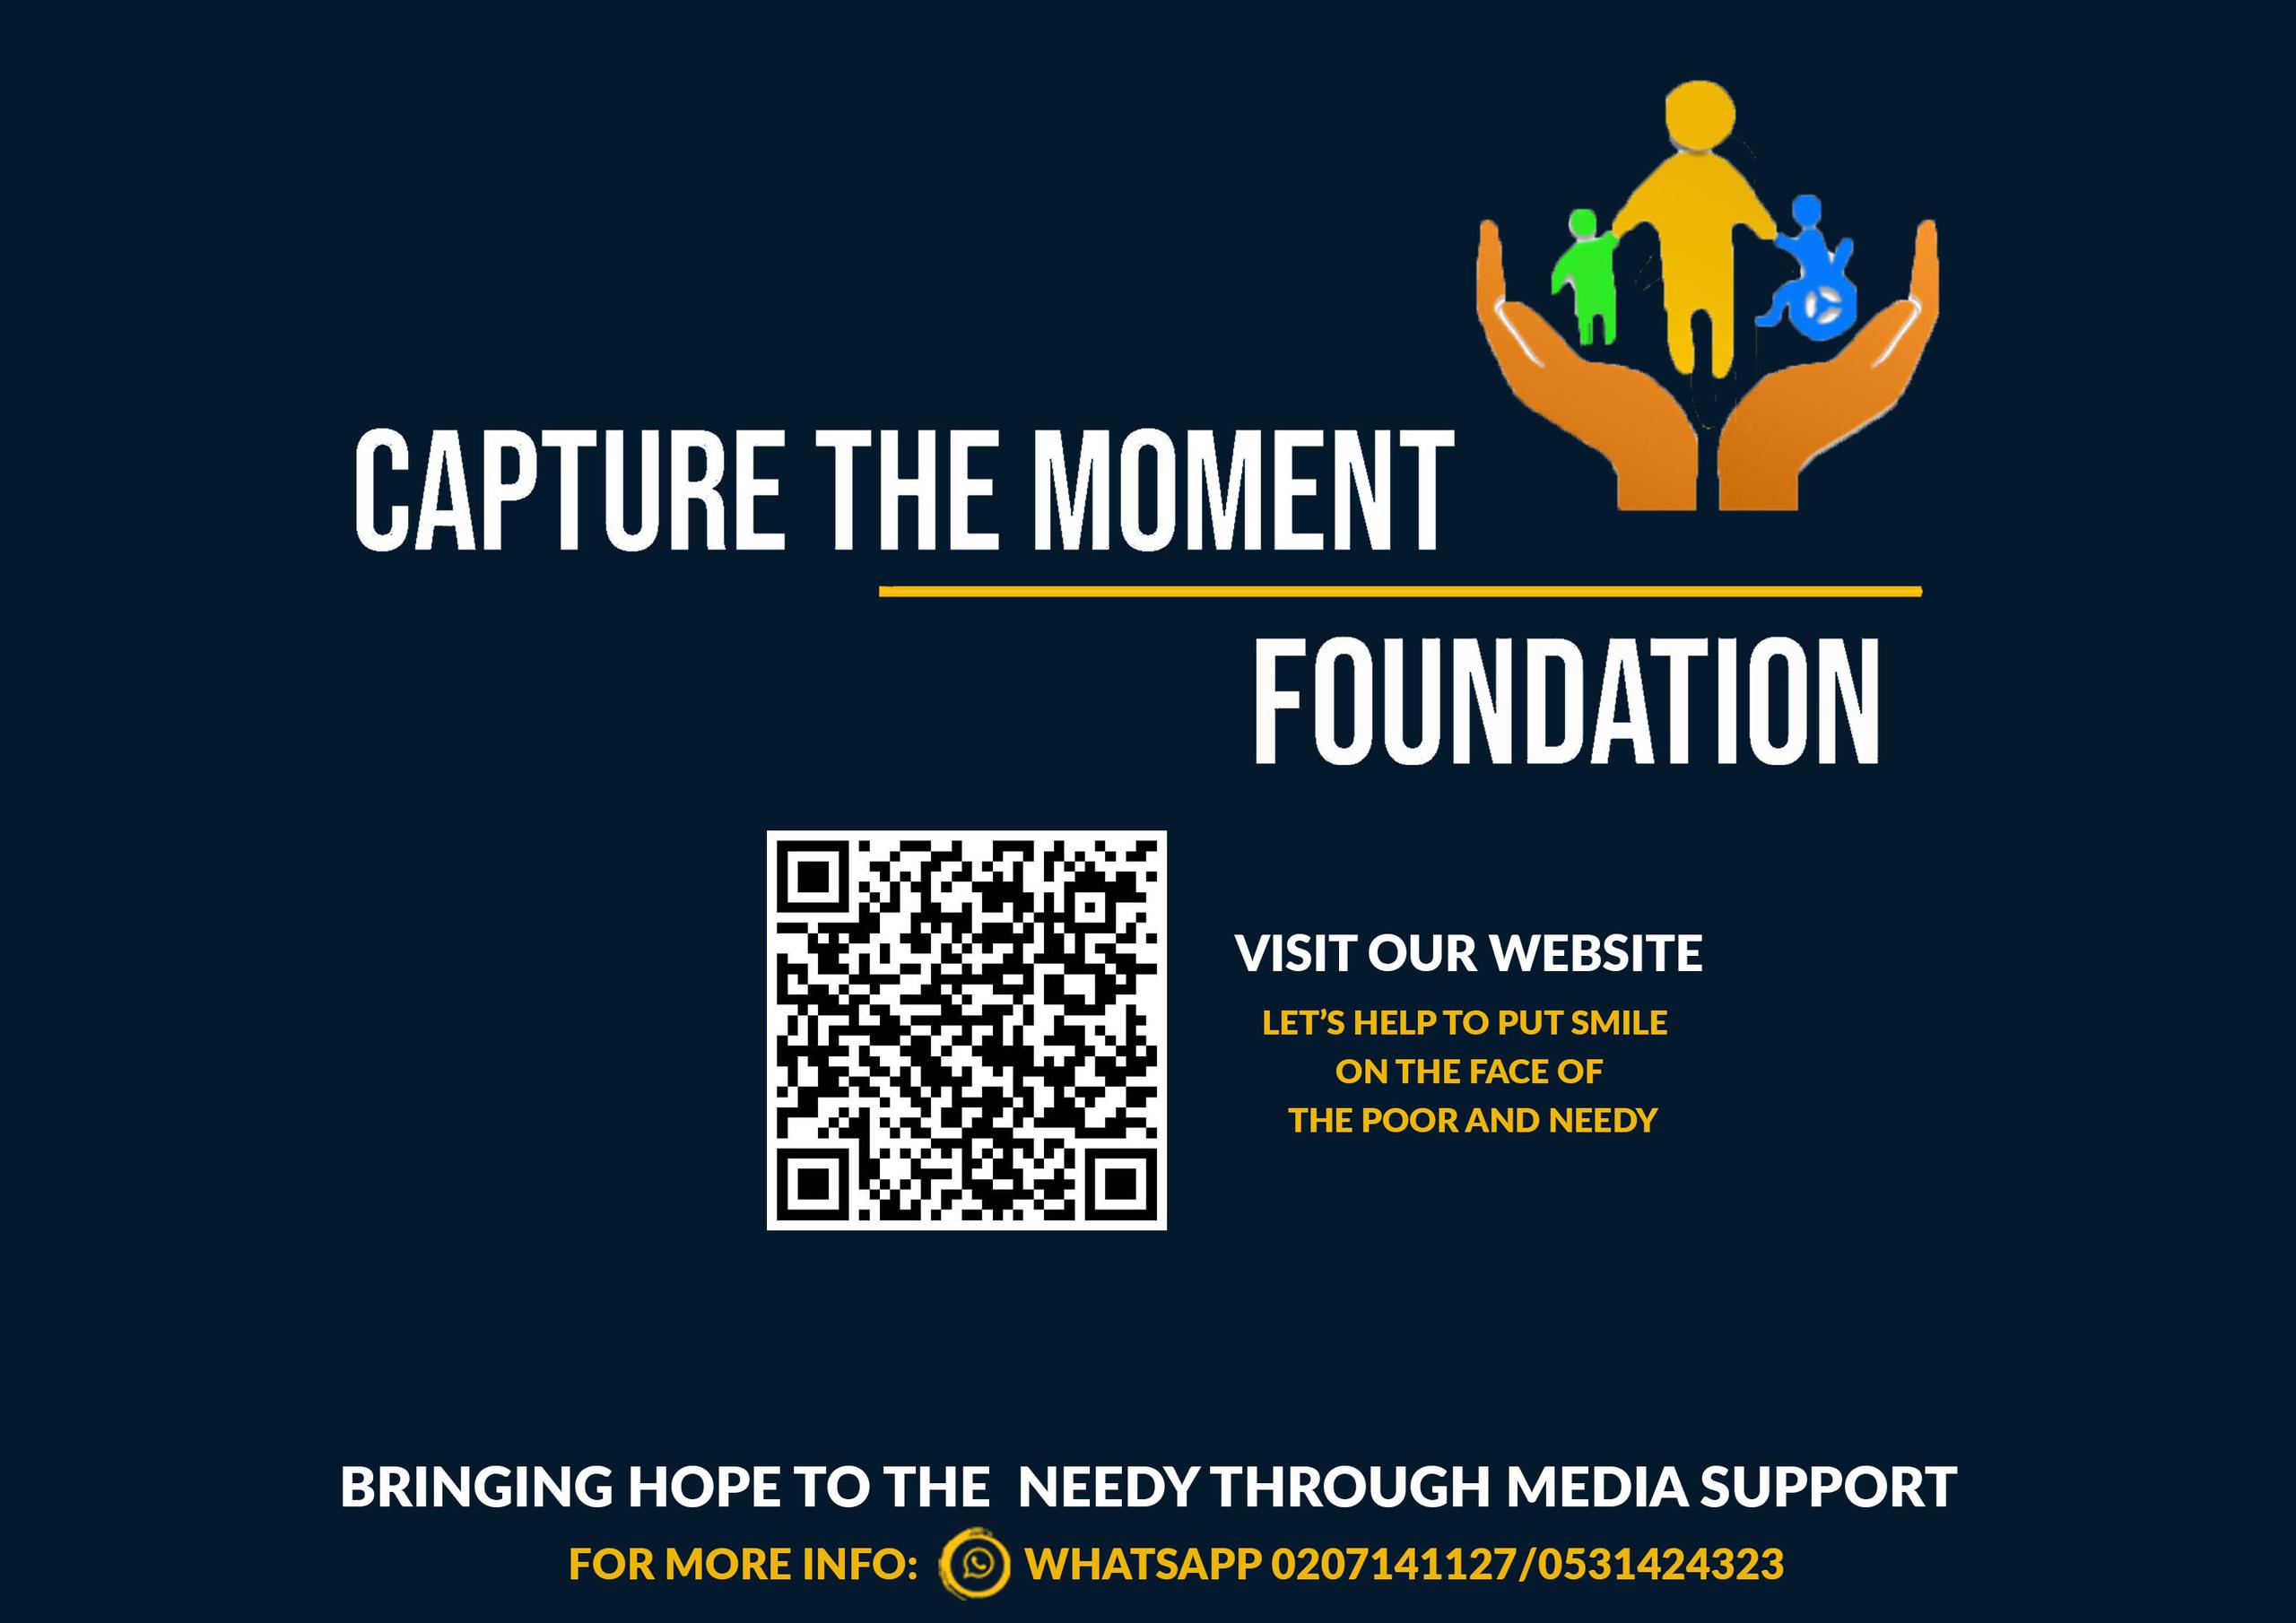 CAPTURE THE MOMENT
FOUNDATION
VISIT OUR WEBSITE
LET'S HELP TO PUT SMILE
ON THE FACE OF
THE POOR AND NEEDY
BRINGING HOPE TO THE  NEEDY THROUGH MEDIA SUPPORT
FOR MORE INFO: WHATSAPP 0207141127/0531424323